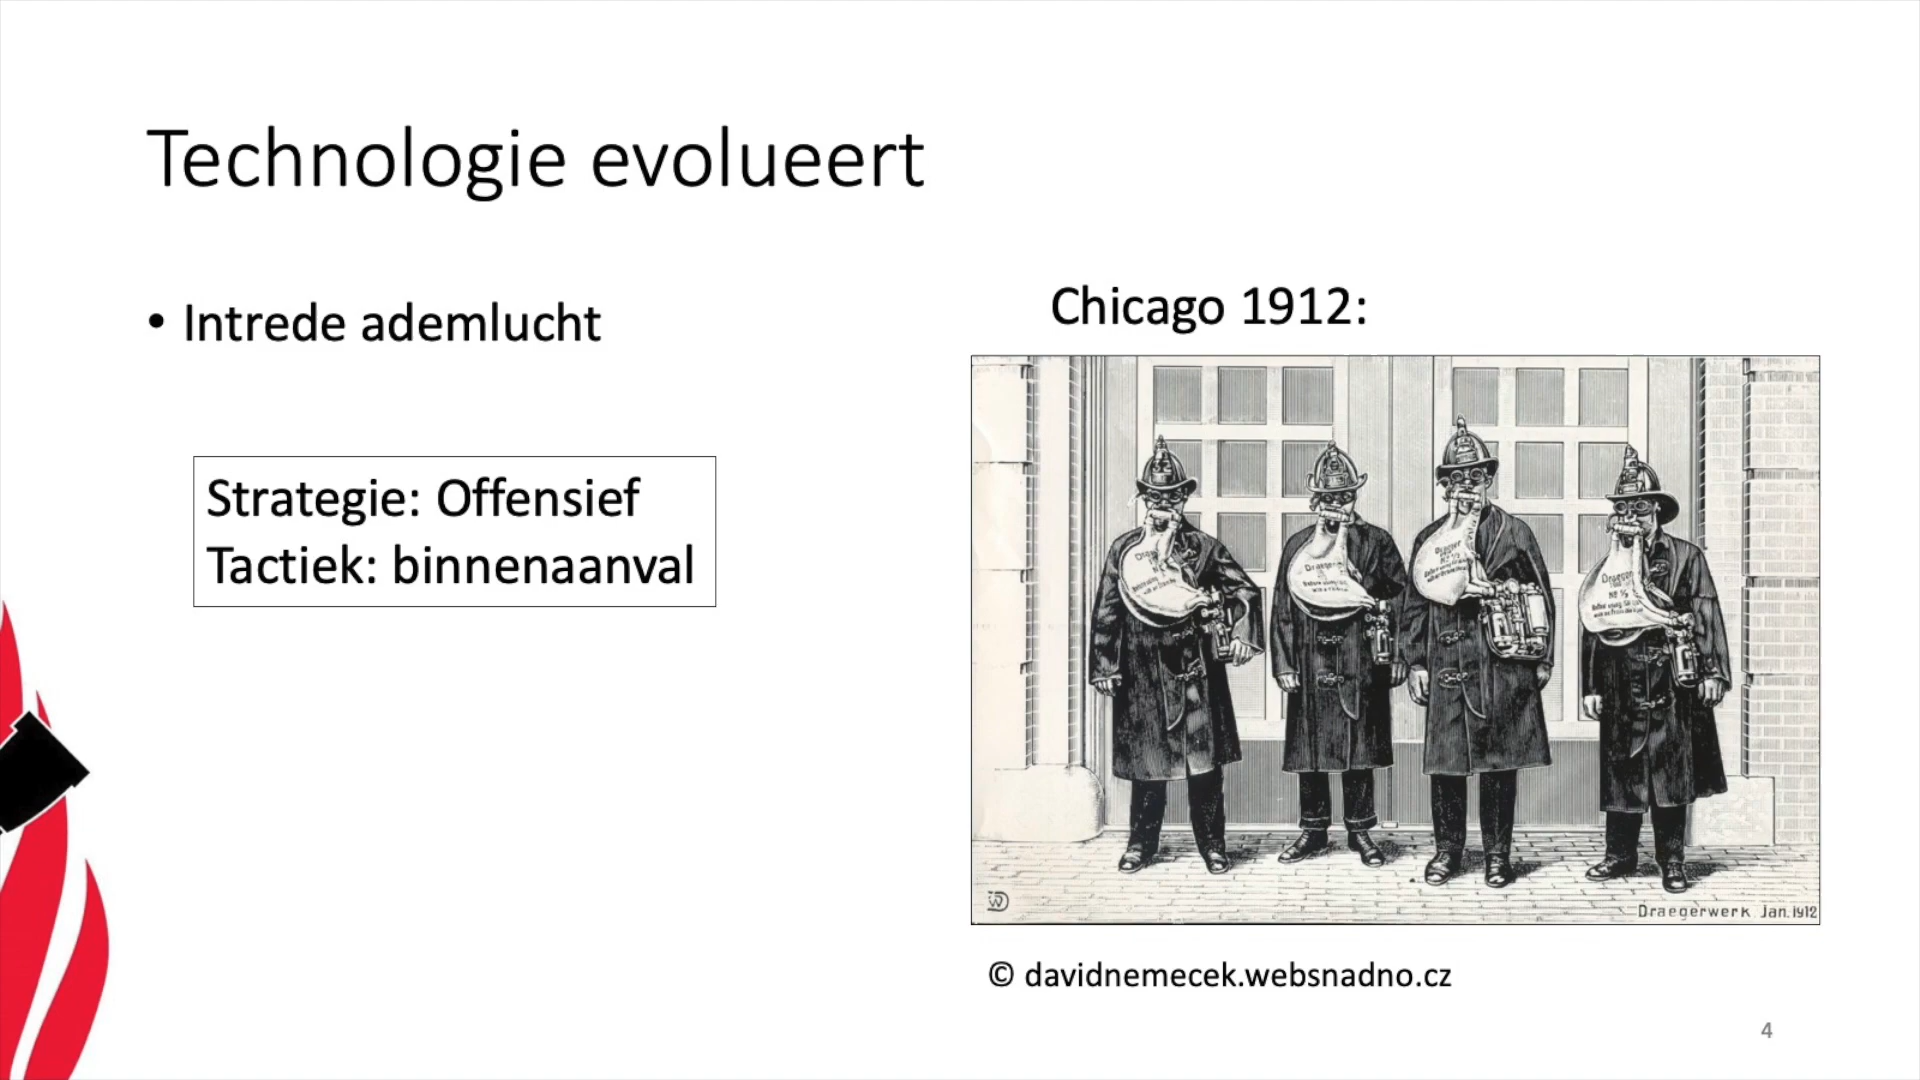 Technologie evolueert
• Intrede ademlucht
Strategie: Offensief
Tactiek: binnenaanval
Chicago 1912:
Draegerwerk Jan. 1912
© davidnemecek.websnadno.cz
4